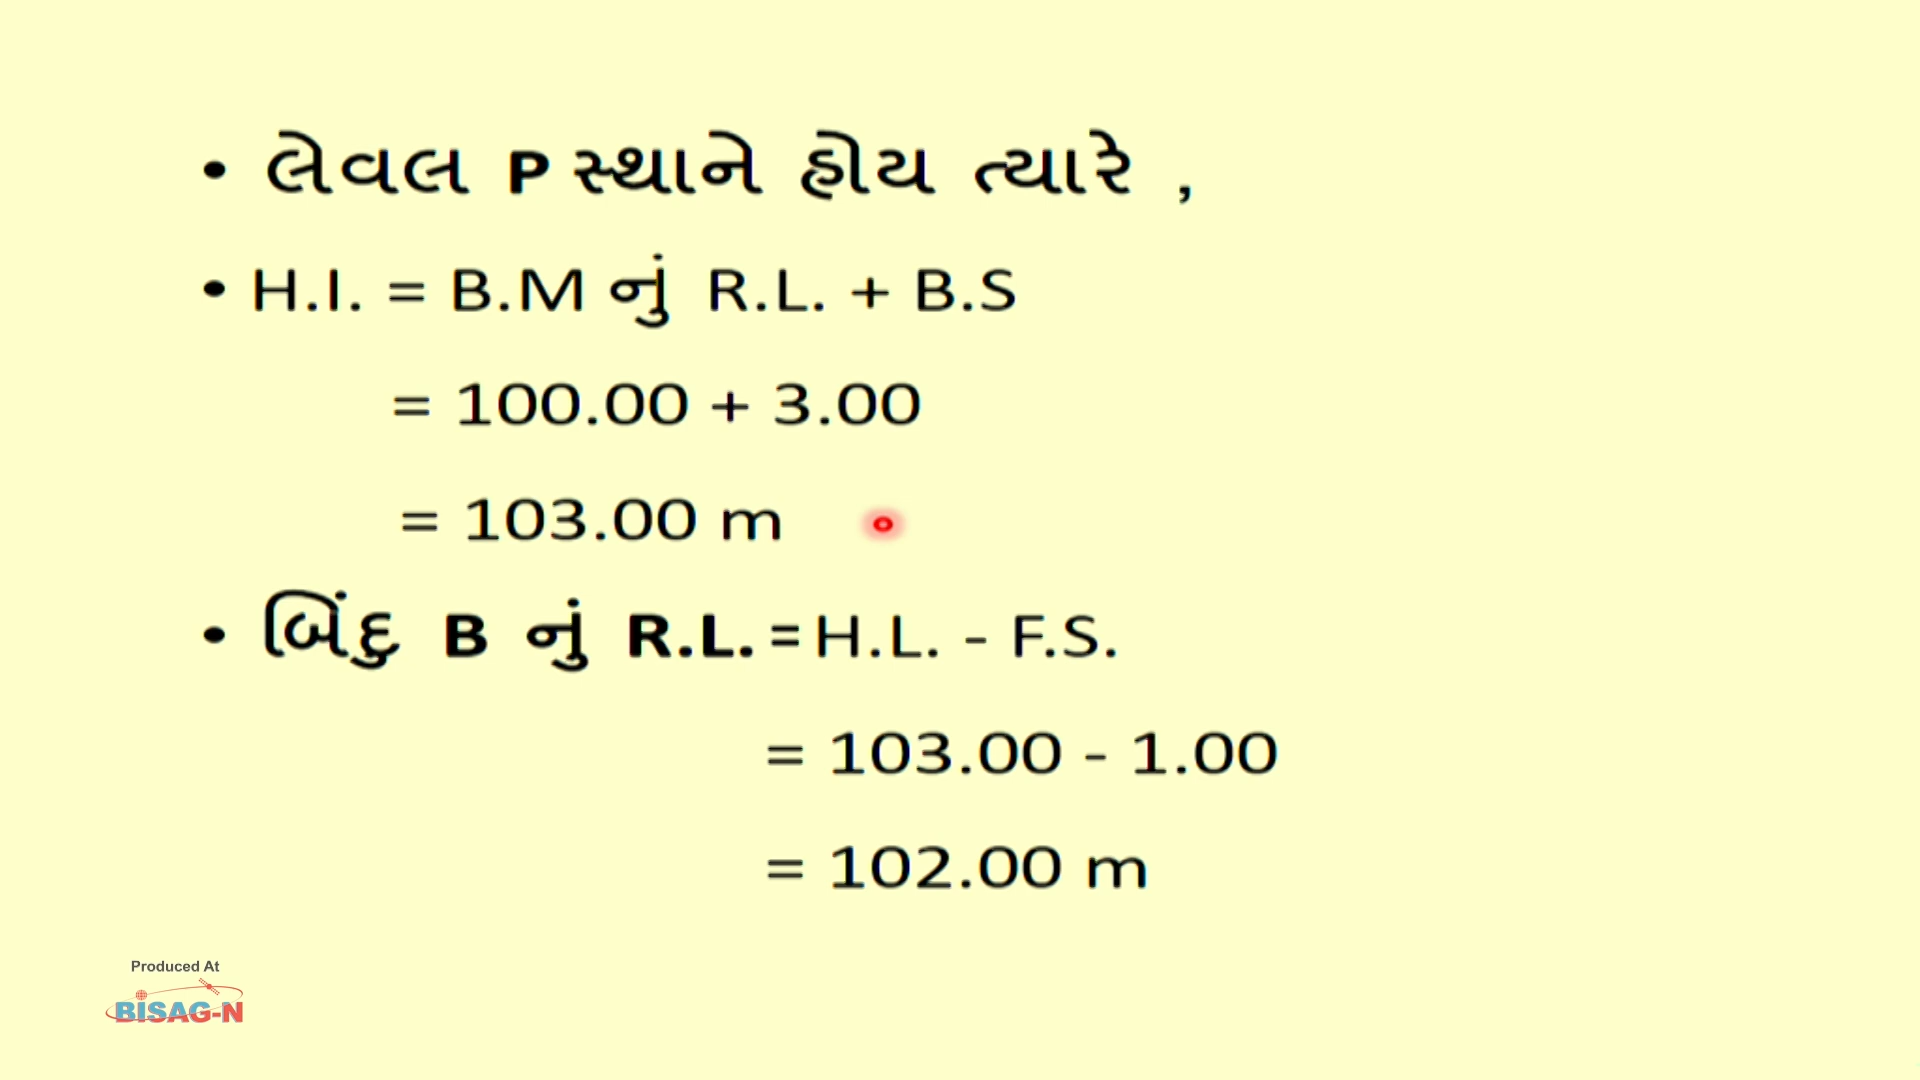 • લેવલ P સ્થાને હોય ત્યારે ,
• H.I. = B.M નું R.L. + B.S
= 100.00 + 3.00
= 103.00 m
• બિંદુ B નું R.L. = H.L. - F.S.
= 103.00 - 1.00
= 102.00 m
Produced At
BISAG-N